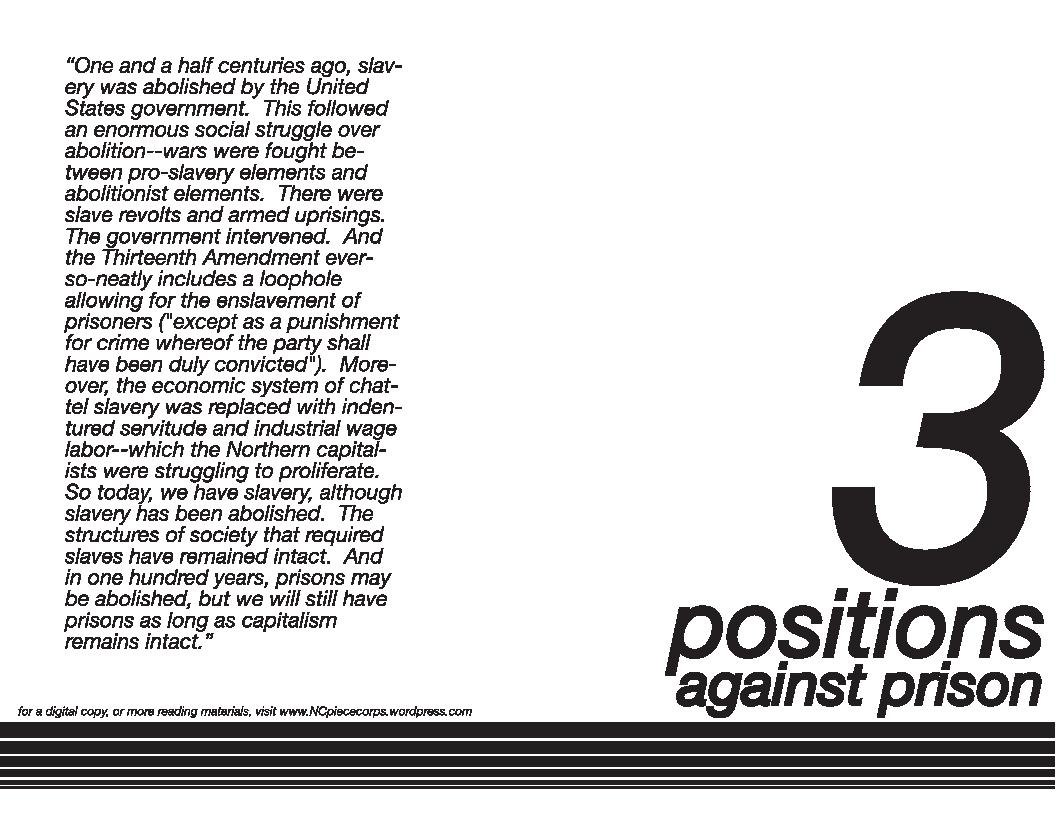 “One and a half centuries ago, slav-
ery was abolished by the United
States government.  This followed
an enormous social struggle over
abolition--wars were fought be-
tween pro-slavery elements and
abolitionist elements.  There were
slave revolts and armed uprisings.
The government intervened.  And
the Thirteenth Amendment ever-
so-neatly includes a loophole
allowing for the enslavement of
prisoners ("except as a punishment
for crime whereof the party shall
have been duly convicted").  More-
over, the economic system of chat-
tel slavery was replaced with inden-
tured servitude and industrial wage
labor--which the Northern capital-
ists were struggling to proliferate.
So today, we have slavery, although
slavery has been abolished.  The
structures of society that required
slaves have remained intact.  And
in one hundred years, prisons may
be abolished, but we will still have
prisons as long as capitalism
remains intact.”
for a digital copy, or more reading materials, visit www.NCpiececorps.wordpress.com
3
positions
against prison